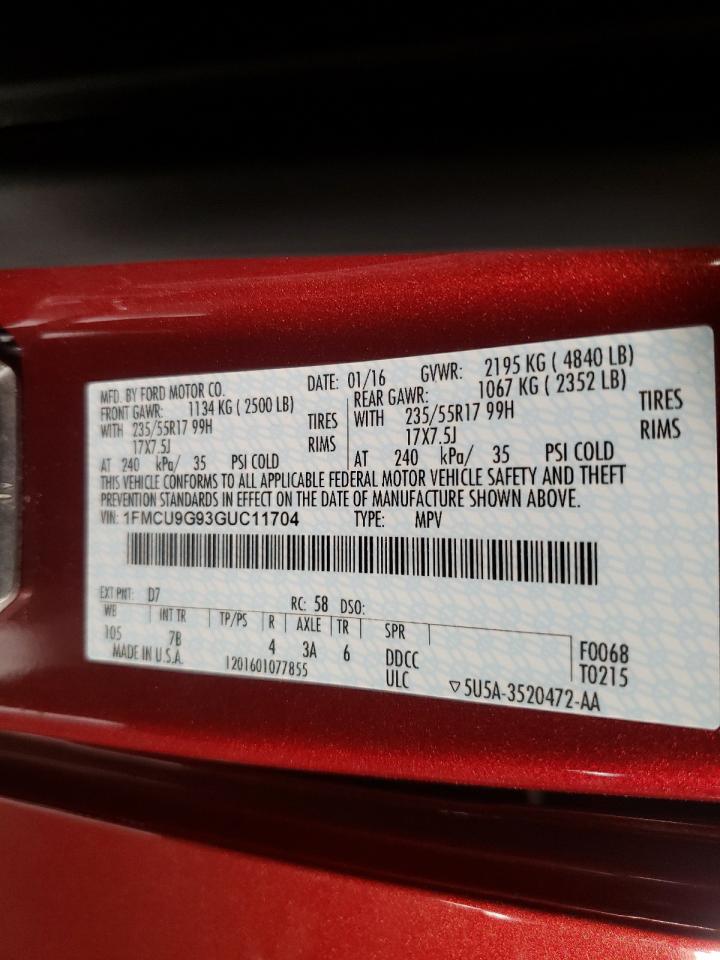 MFD. BY FORD MOTOR CO. DATE: 01/16 GVWR: 2195 KG ( 4840 LB)
FRONT GAWR: 1134 KG ( 2500 LB) REAR GAWR: 1067 KG ( 2352 LB)
WITH 235/55R17 99H TIRES WITH 235/55R17 99H TIRES
17X7.5J RIMS 17X7.5J RIMS
AT 240 kPa/ 35 PSI COLD AT 240 kPa/ 35 PSI COLD
THIS VEHICLE CONFORMS TO ALL APPLICABLE FEDERAL MOTOR VEHICLE SAFETY AND THEFT
PREVENTION STANDARDS IN EFFECT ON THE DATE OF MANUFACTURE SHOWN ABOVE.
VIN: 1FMCU9G93GUC11704 TYPE: MPV
EXT PNT: D7 RC: 58 DSO:
WB INT TR TP/PS R AXLE TR SPR
105 7B 4 3A 6 DDCC F0068
MADE IN U.S.A. 1201601077855 ULC T0215
▽5U5A-3520472-AA